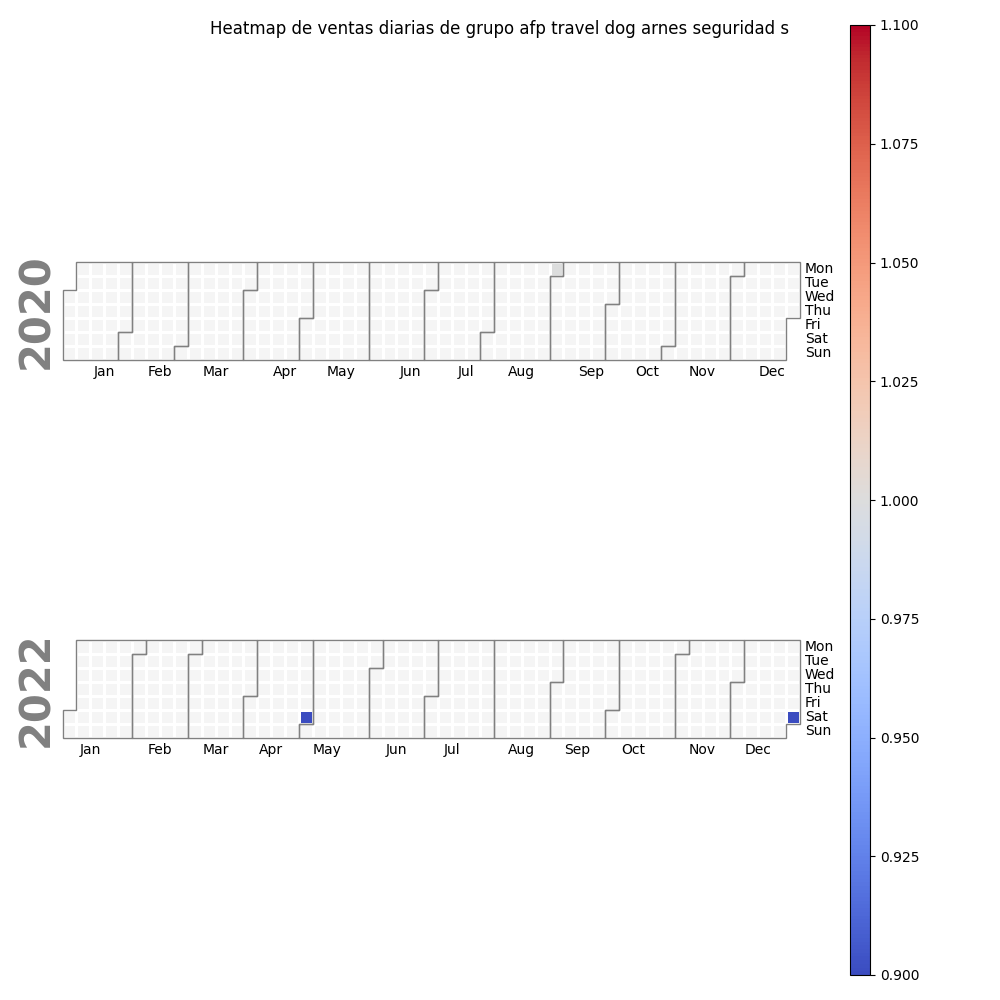 Heatmap de ventas diarias de grupo afp travel dog arnes seguridad s
2020
Mon
Tue
Wed
Thu
Fri
Sat
Sun
Jan Feb Mar Apr May Jun Jul Aug Sep Oct Nov Dec
2022
Mon
Tue
Wed
Thu
Fri
Sat
Sun
Jan Feb Mar Apr May Jun Jul Aug Sep Oct Nov Dec
1.100
1.075
1.050
1.025
1.000
0.975
0.950
0.925
0.900